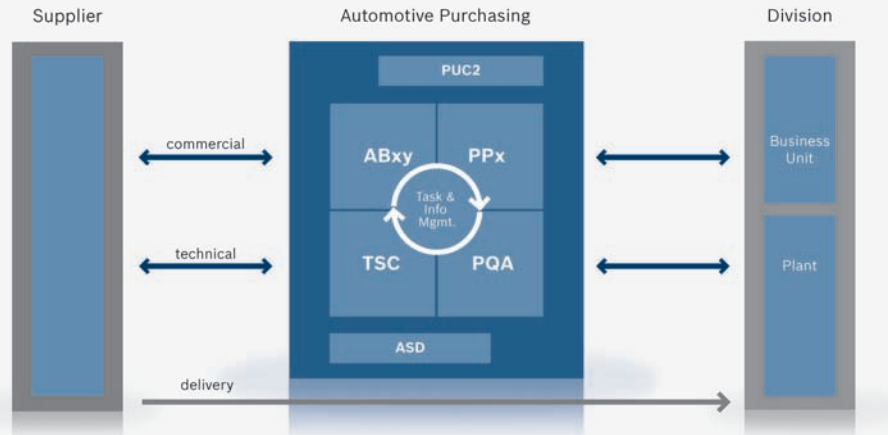 Supplier
Automotive Purchasing
Division
PUC2
commercial
ABxy
PPx
Business
Unit
Task &
Info
Mgmt.
technical
TSC
PQA
Plant
ASD
delivery